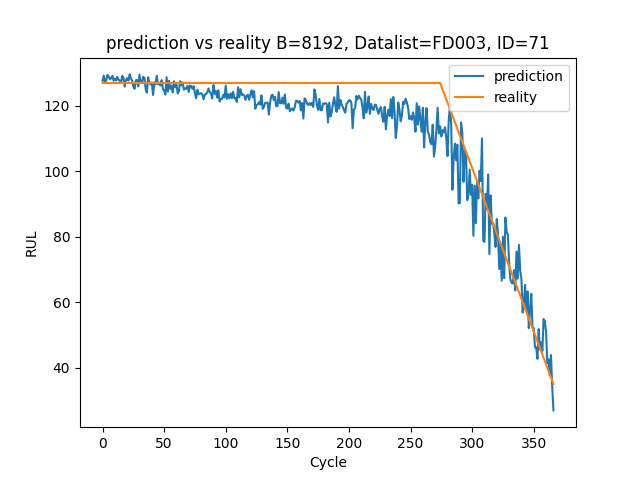 prediction vs reality B=8192, Datalist=FD003, ID=71
prediction
reality
RUL
120
100
80
60
40
0 50 100 150 200 250 300 350
Cycle